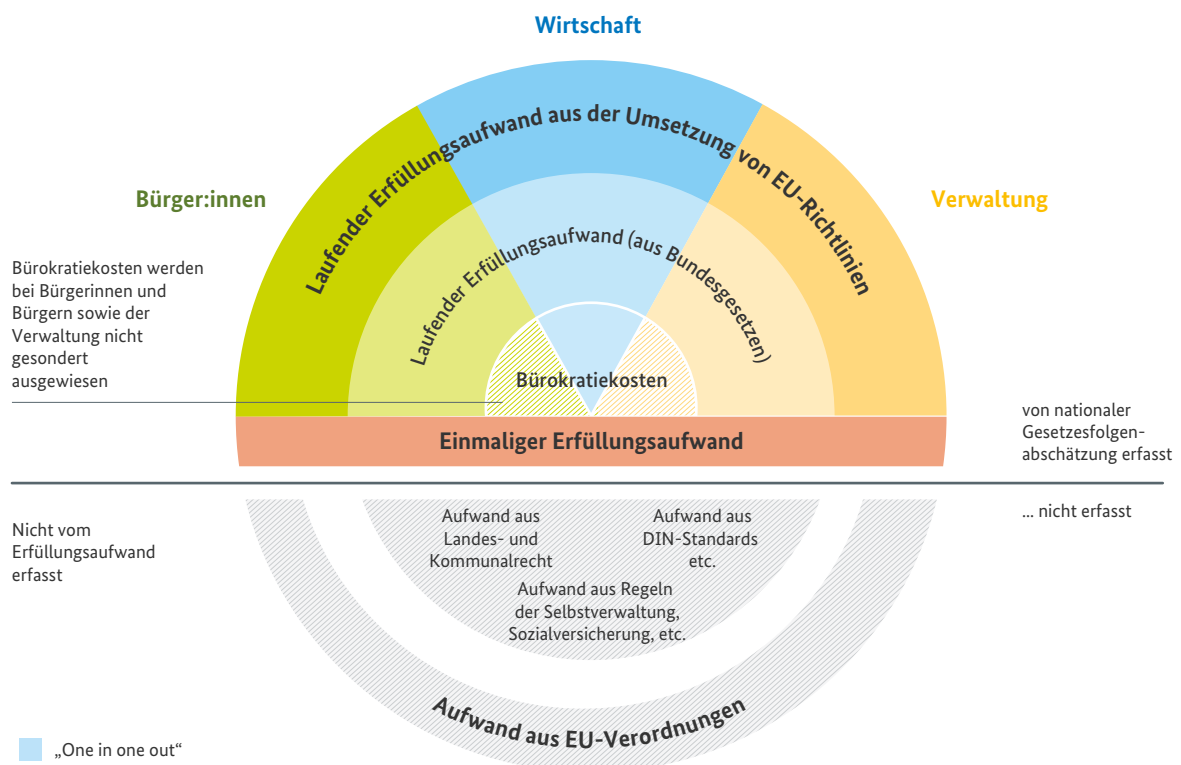 Wirtschaft
Laufender Erfüllungsaufwand aus der Umsetzung von EU-Richtlinien
Bürger:innen
Verwaltung
Laufender Erfüllungsaufwand (aus Bundesgesetzen)
Bürokratiekosten werden
bei Bürgerinnen und
Bürgern sowie der
Verwaltung nicht
gesondert
ausgewiesen
Bürokratiekosten
Einmaliger Erfüllungsaufwand
von nationaler
Gesetzesfolgen-
abschätzung erfasst
... nicht erfasst
Nicht vom
Erfüllungsaufwand
erfasst
Aufwand aus
Landes- und
Kommunalrecht
Aufwand aus
DIN-Standards
etc.
Aufwand aus Regeln
der Selbstverwaltung,
Sozialversicherung, etc.
Aufwand aus EU-Verordnungen
„One in one out“